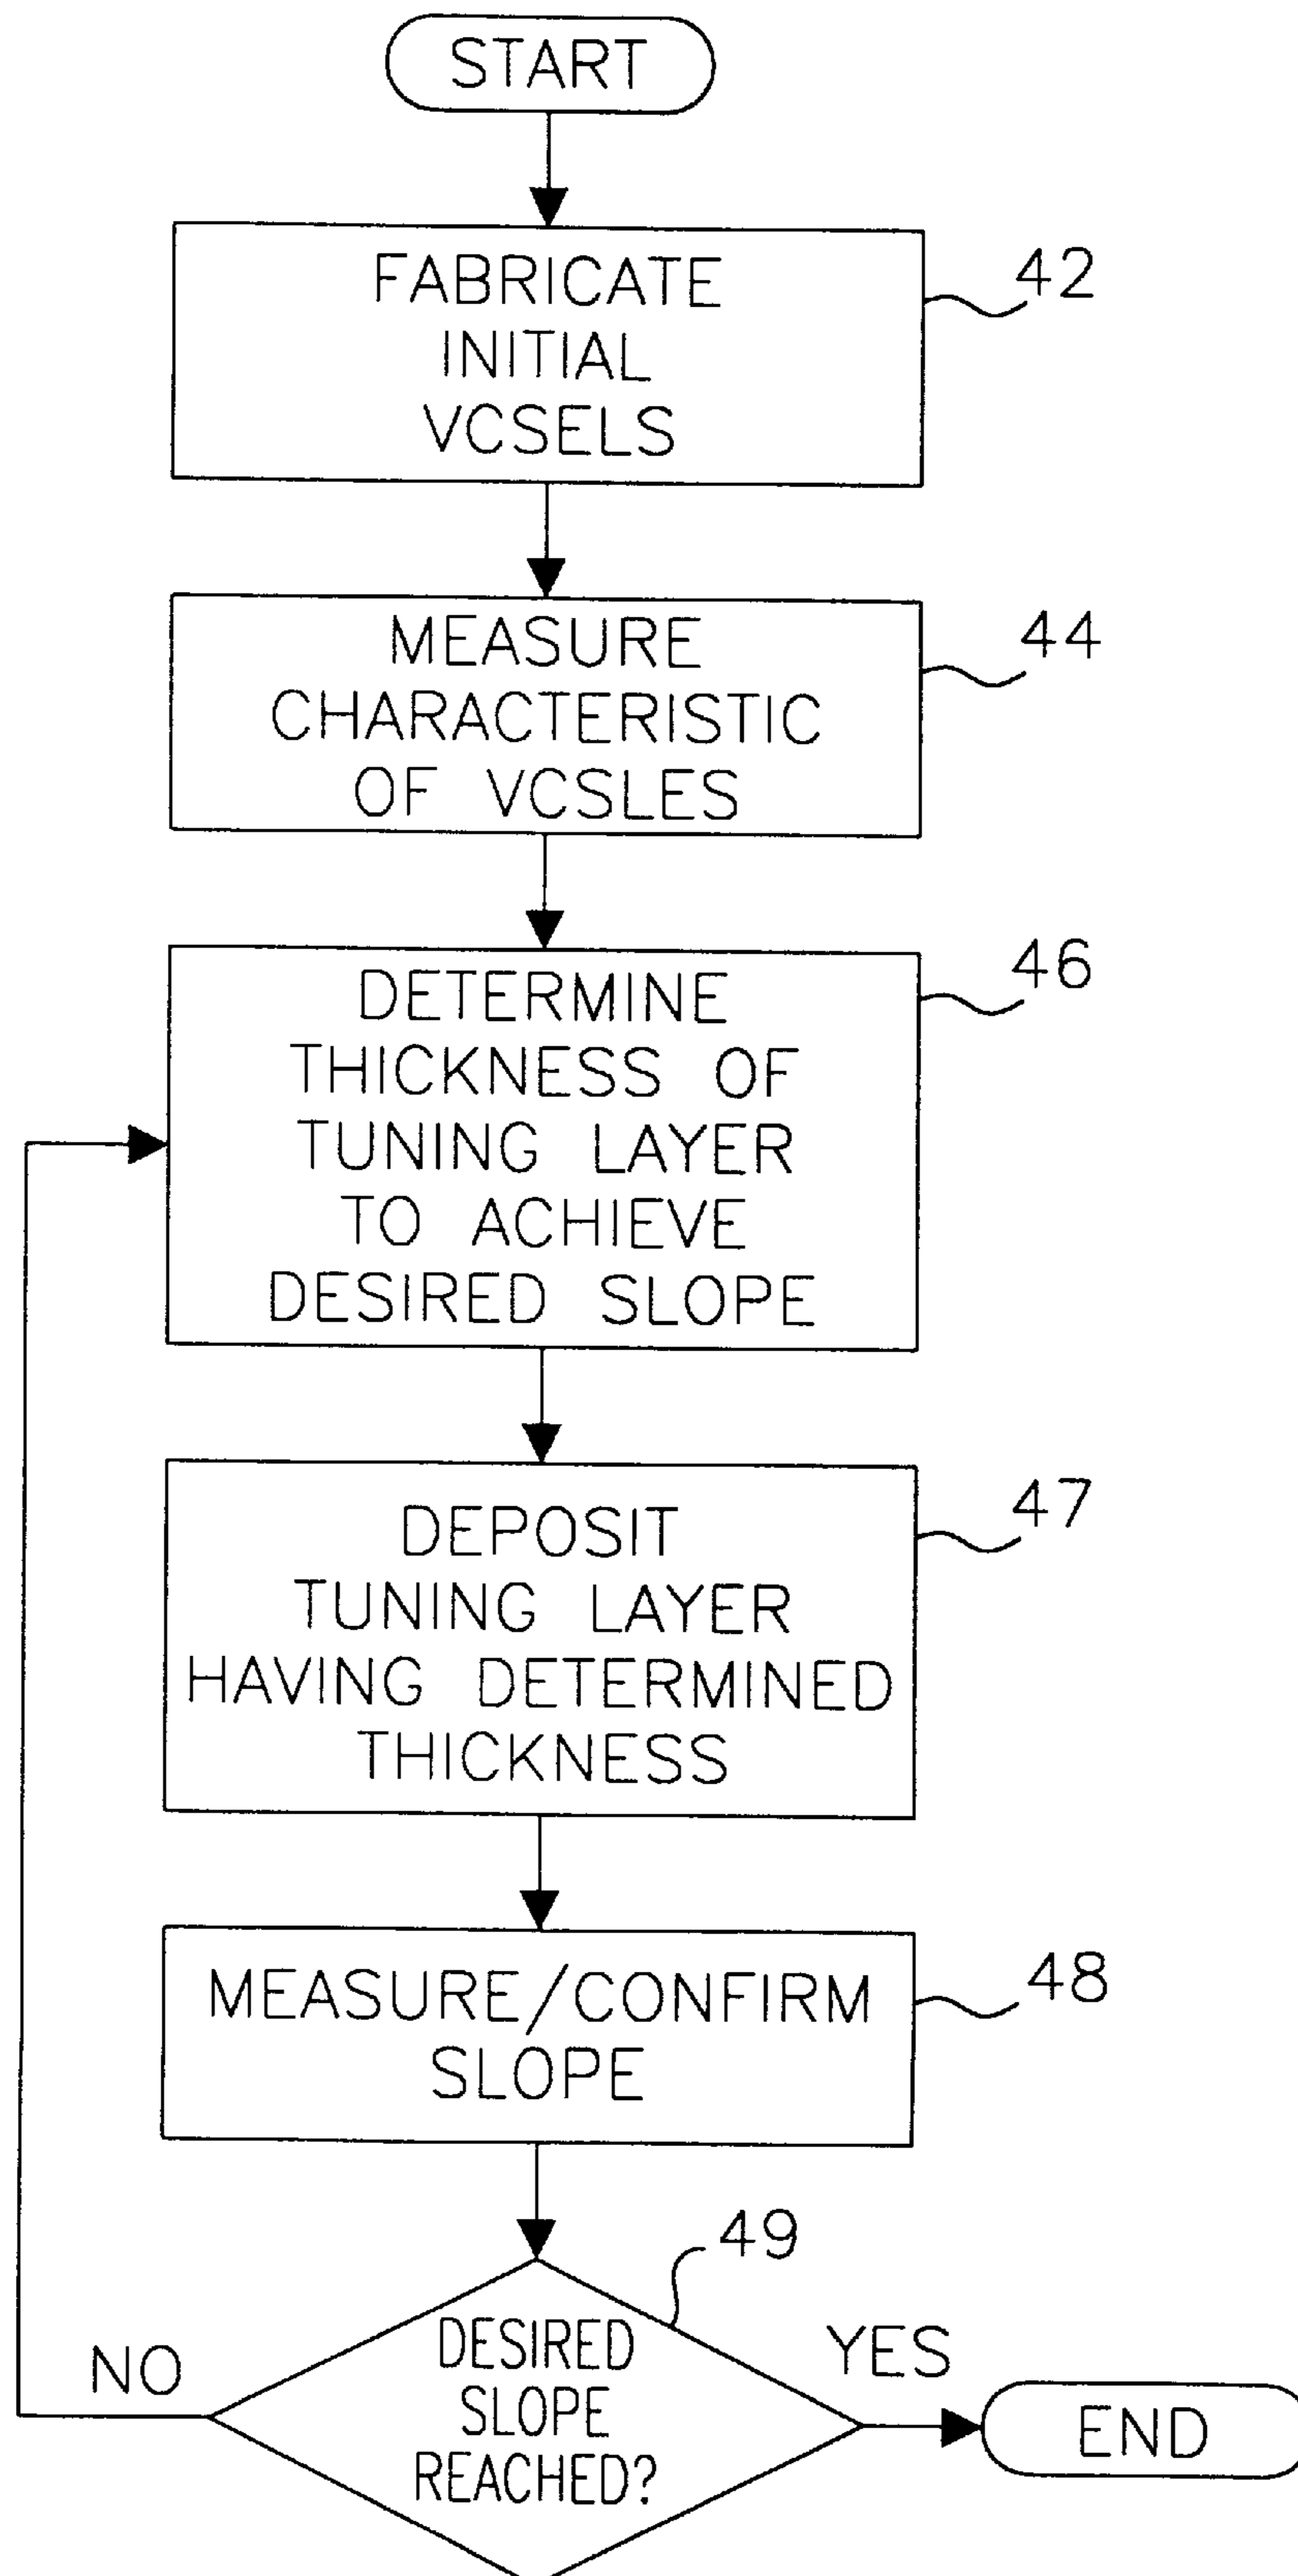 START
FABRICATE
INITIAL
VCSELS
42
MEASURE
CHARACTERISTIC
OF VCSLES
44
DETERMINE
THICKNESS OF
TUNING LAYER
TO ACHIEVE
DESIRED SLOPE
46
DEPOSIT
TUNING LAYER
HAVING DETERMINED
THICKNESS
47
MEASURE/CONFIRM
SLOPE
48
49
DESIRED
SLOPE
REACHED?
NO
YES
END